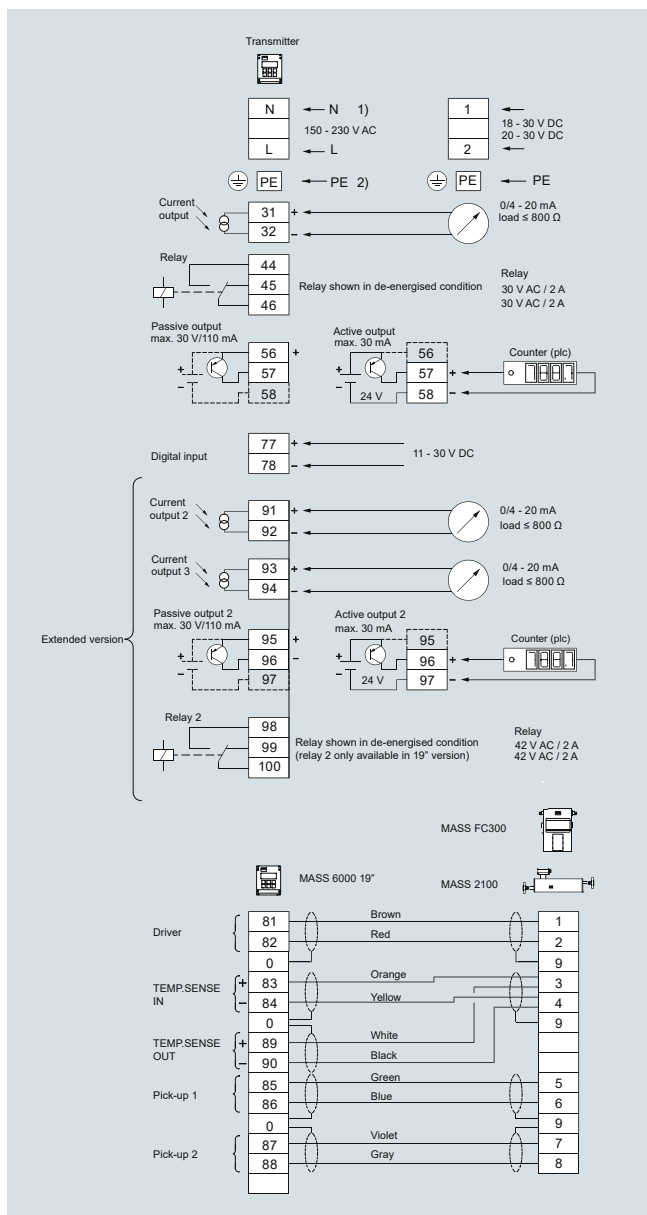 Transmitter
N
N 1)
150 - 230 V AC
L
L
1
18 - 30 V DC
20 - 30 V DC
2
PE
PE 2)
PE
PE
Current
output
31 +
32 –
0/4 - 20 mA
load ≤ 800 Ω
Relay
44
45
46
Relay shown in de-energised condition
Relay
30 V AC / 2 A
30 V AC / 2 A
Passive output
max. 30 V/110 mA
+
–
56 +
57
58
Active output
max. 30 mA
+
–
24 V
56
57 +
58 –
Counter (plc)
Digital input
77 +
78 –
11 - 30 V DC
Extended version
Current
output 2
91 +
92 –
0/4 - 20 mA
load ≤ 800 Ω
Current
output 3
93 +
94 –
0/4 - 20 mA
load ≤ 800 Ω
Passive output 2
max. 30 V/110 mA
+
–
95 +
96 –
97
Active output 2
max. 30 mA
+
–
24 V
95
96 +
97 –
Counter (plc)
Relay 2
98
99
100
Relay shown in de-energised condition
(relay 2 only available in 19” version)
Relay
42 V AC / 2 A
42 V AC / 2 A
MASS FC300
MASS 6000 19”
MASS 2100
Driver
81 Brown 1
82 Red 2
0 9
TEMP.SENSE
IN
+ 83 Orange 3
– 84 Yellow 4
0 9
TEMP.SENSE
OUT
+ 89 White
– 90 Black
Pick-up 1
85 Green 5
86 Blue 6
0 9
Pick-up 2
87 Violet 7
88 Gray 8